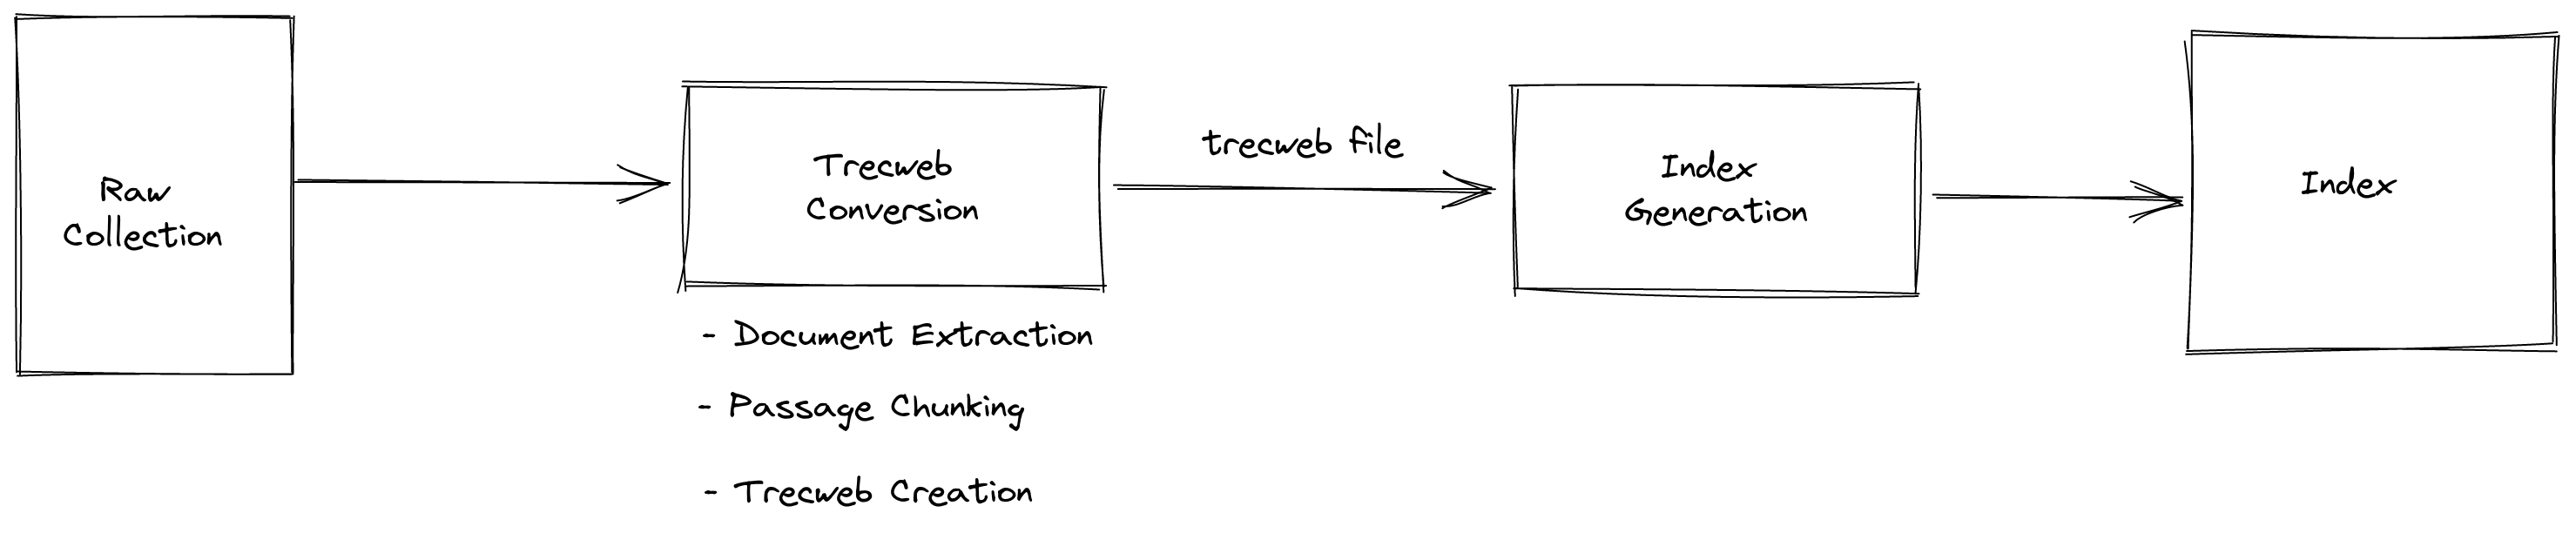 Raw
Collection
Trecweb
Conversion
- Document Extraction
- Passage Chunking
- Trecweb Creation
trecweb file
Index
Generation
Index